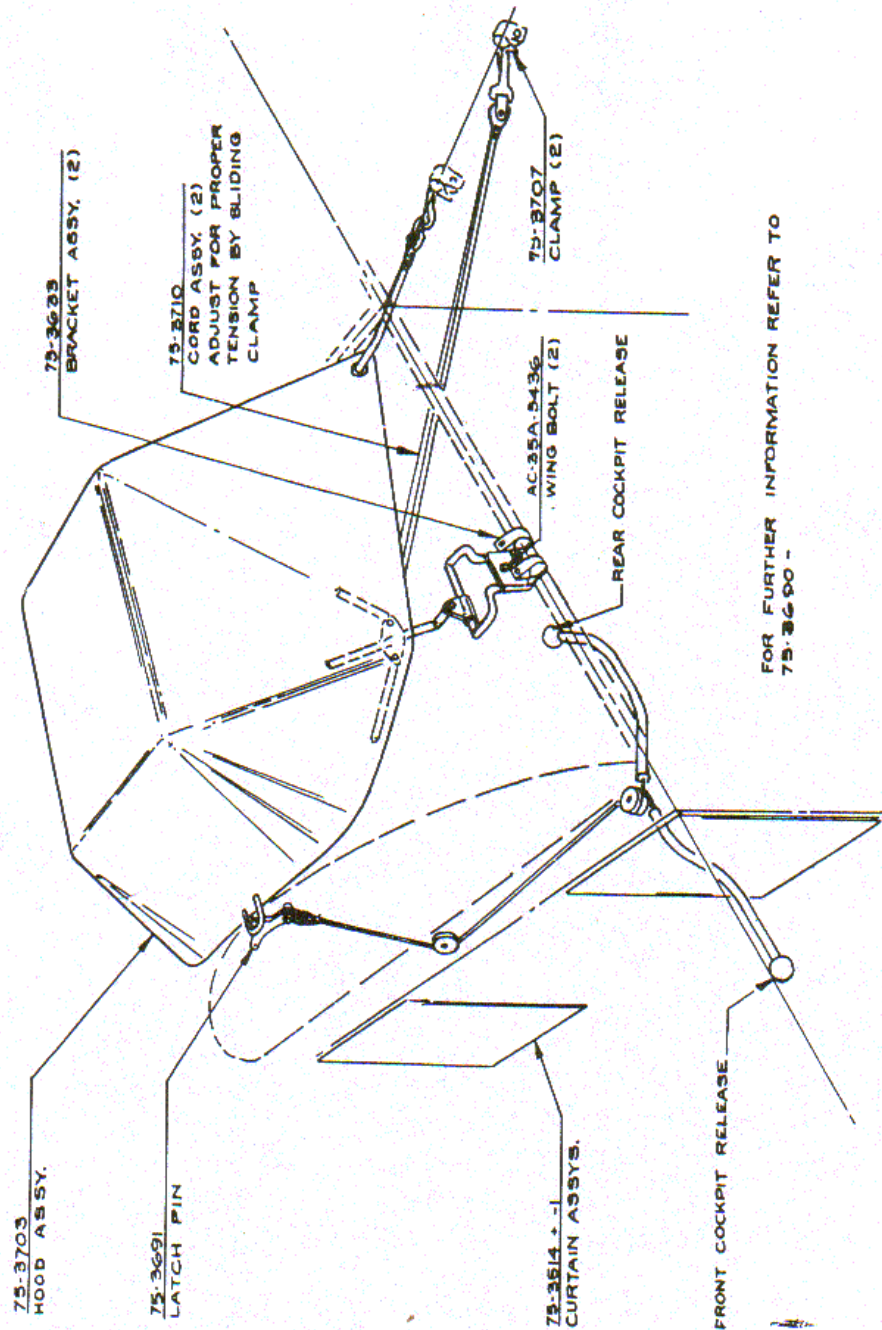 75-3703
HOOD ASSY.
75-3691
LATCH PIN
75-3514 + -1
CURTAIN ASSYS.
FRONT COCKPIT RELEASE
75-3633
BRACKET ASSY. (2)
75-3710
CORD ASSY. (2)
ADJUST FOR PROPER
TENSION BY SLIDING
CLAMP
75-3707
CLAMP (2)
AC-35A-5436
WING BOLT (2)
REAR COCKPIT RELEASE
FOR FURTHER INFORMATION REFER TO
75-3690-